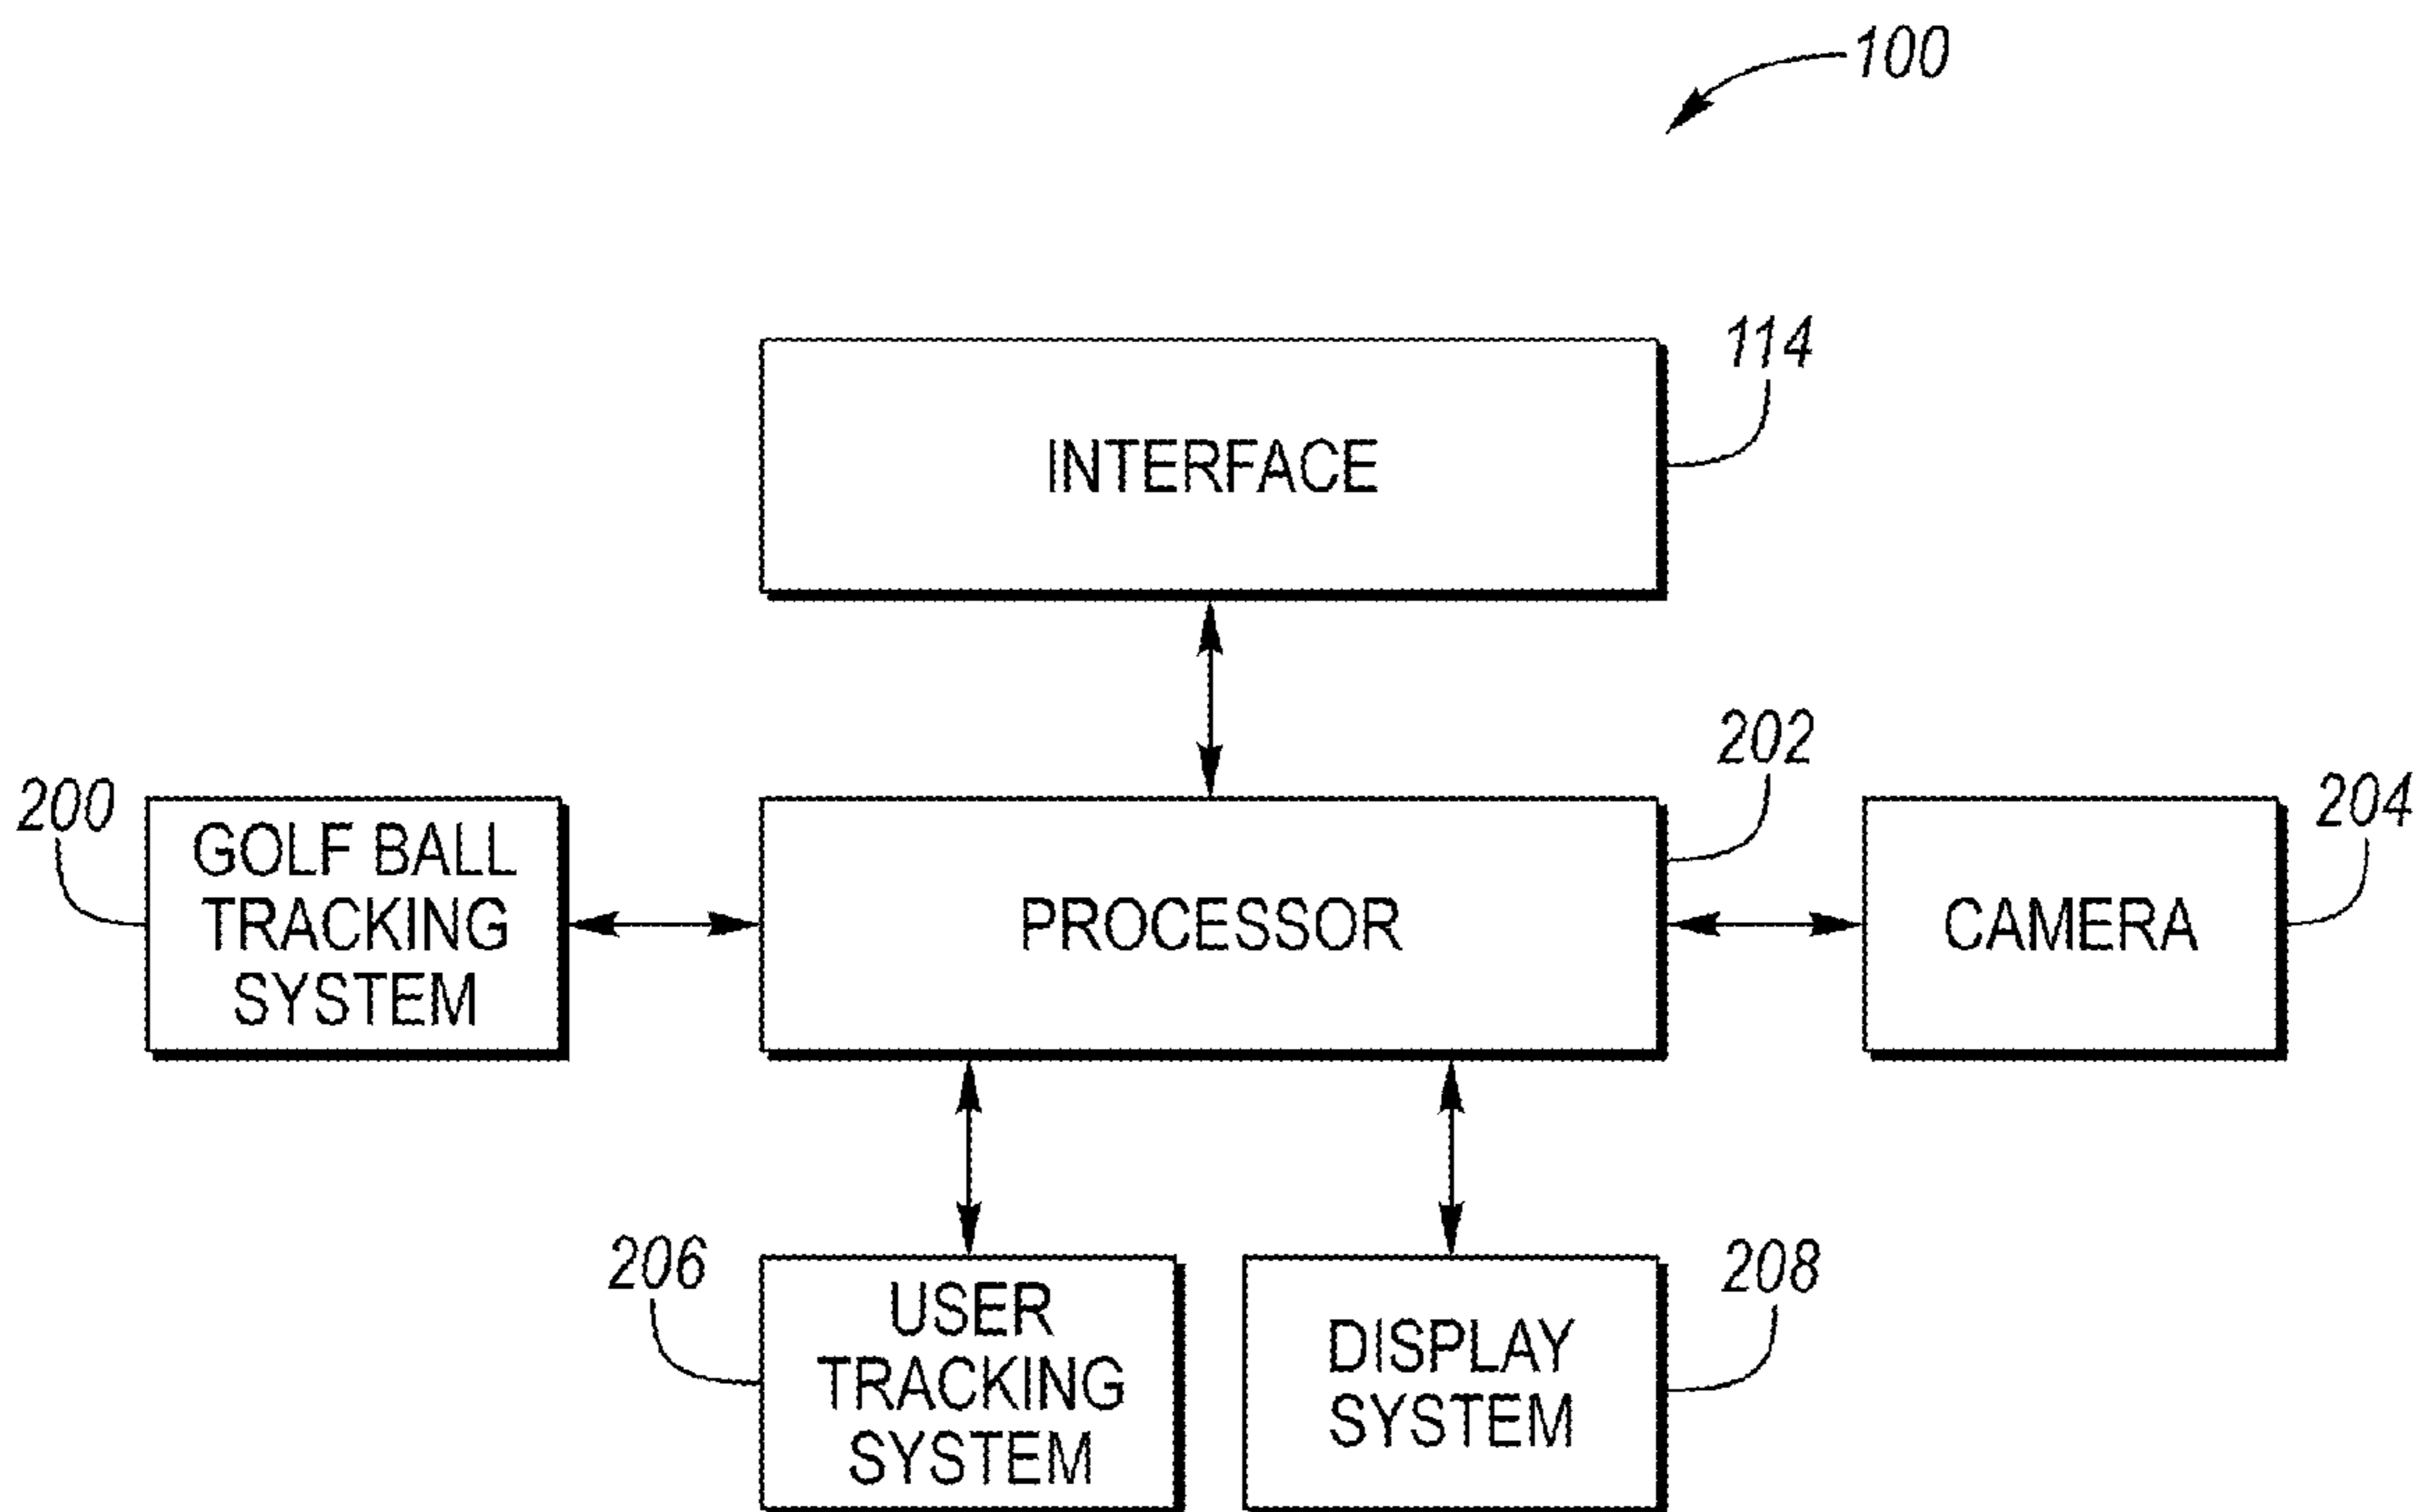 100
114
INTERFACE
202
200
204
GOLF BALL
TRACKING
SYSTEM
PROCESSOR
CAMERA
206
208
USER
TRACKING
SYSTEM
DISPLAY
SYSTEM